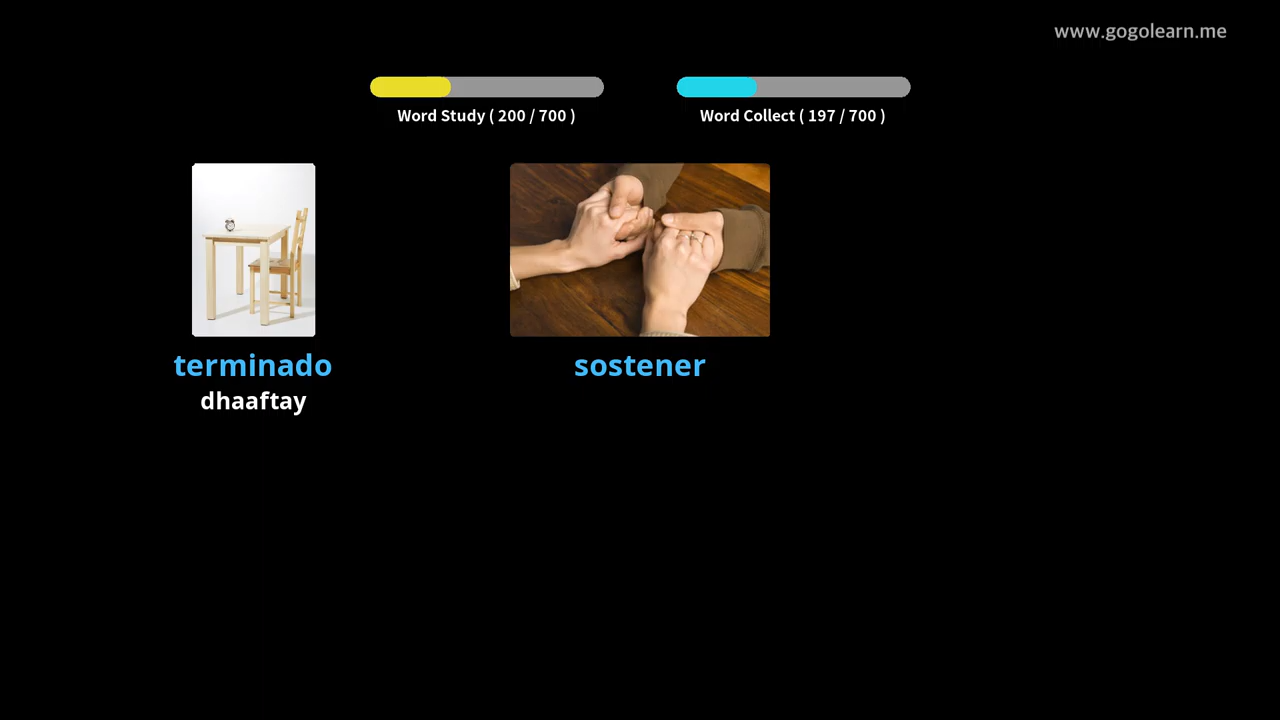 www.gogolearn.me
Word Study ( 200 / 700 )
Word Collect ( 197 / 700 )
terminado
sostener
dhaaftay